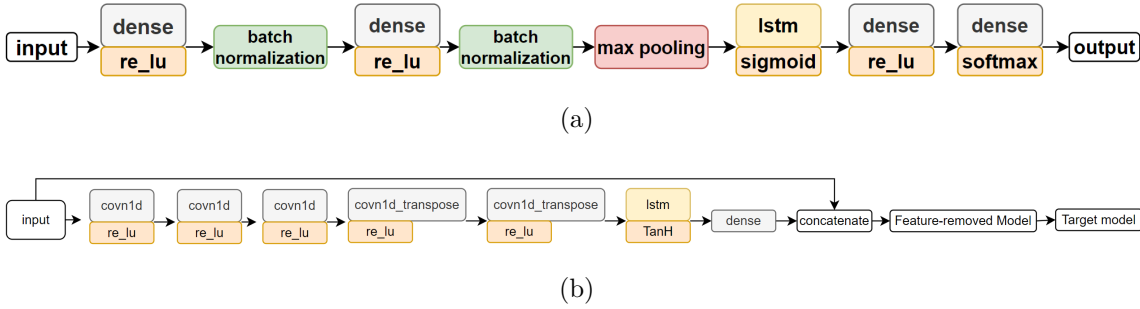 input
dense
re_lu
batch
normalization
dense
re_lu
batch
normalization
max pooling
lstm
sigmoid
dense
re_lu
dense
softmax
output
(a)
input
covn1d
re_lu
covn1d
re_lu
covn1d
re_lu
covn1d_transpose
re_lu
covn1d_transpose
re_lu
lstm
TanH
dense
concatenate
Feature-removed Model
Target model
(b)